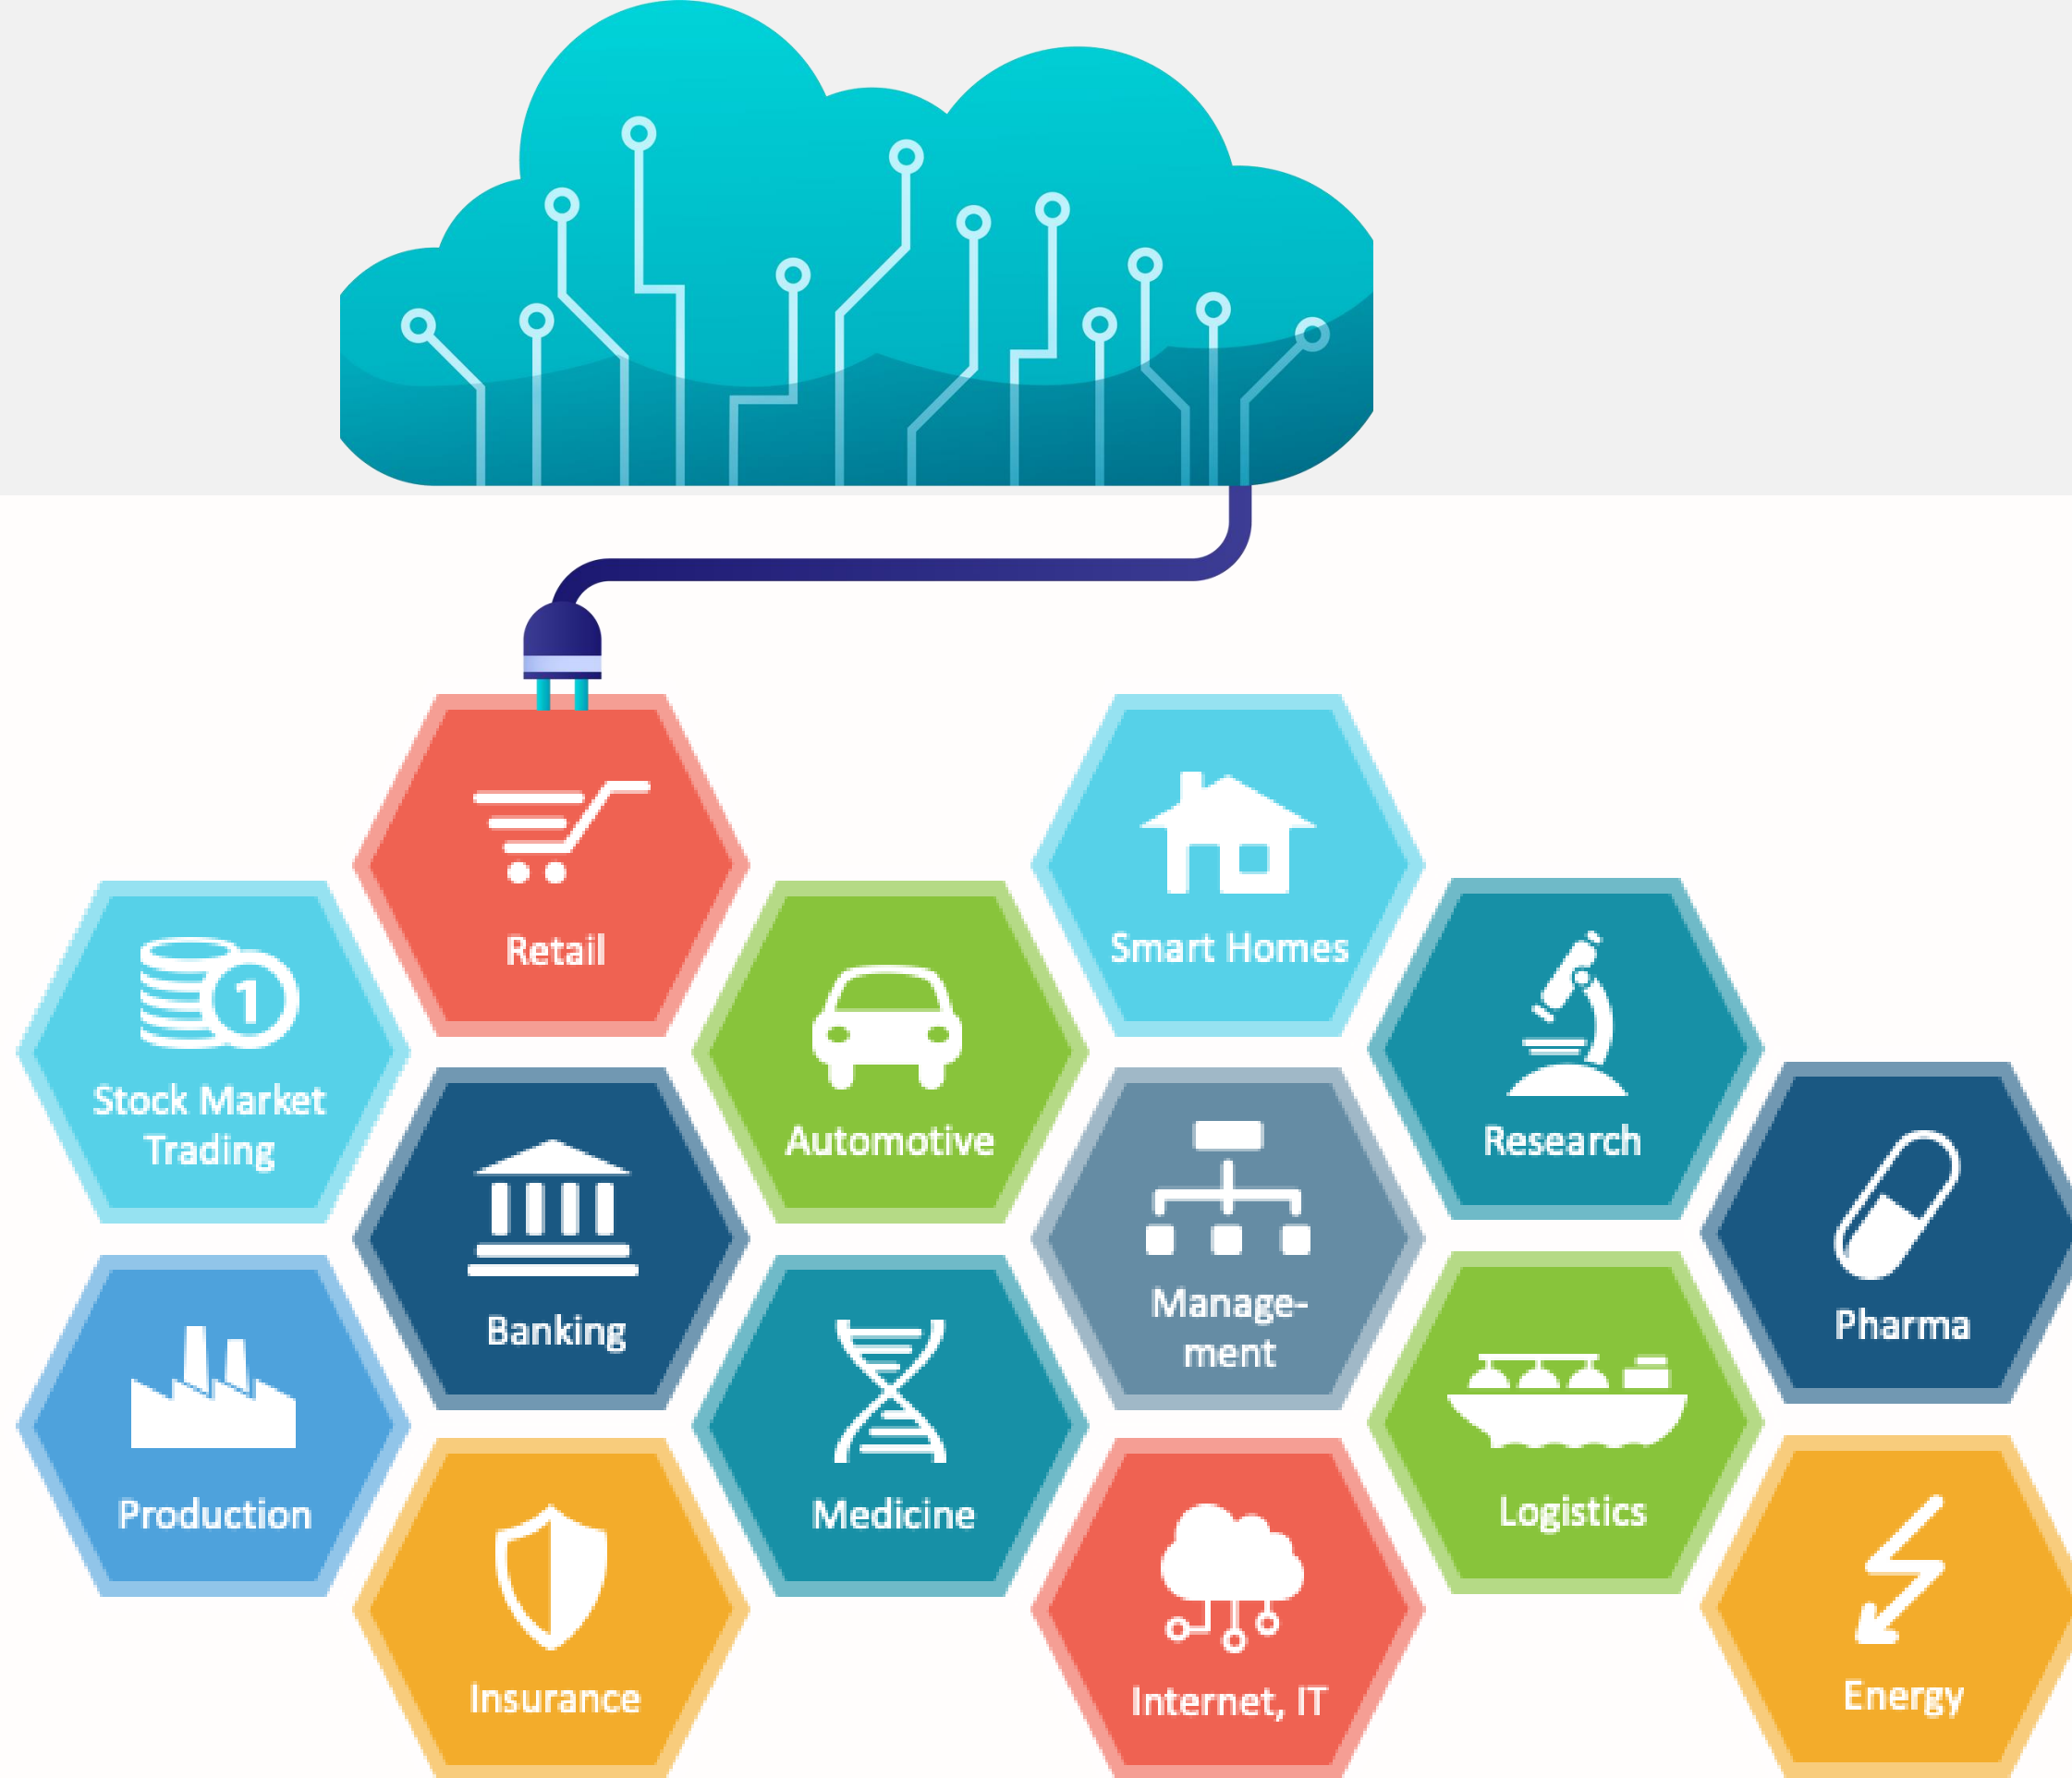 Retail
Smart Homes
1
Stock Market
Trading
Automotive
Research
Banking
Manage-
ment
Pharma
Production
Medicine
Logistics
Insurance
Internet, IT
Energy